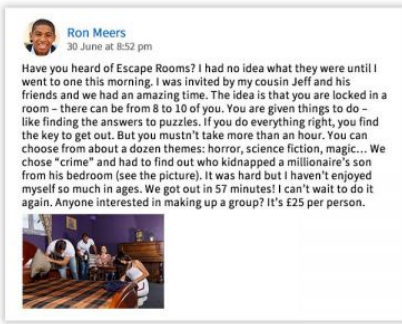 Ron Meers
30 June at 8:52 pm
Have you heard of Escape Rooms? I had no idea what they were until I
went to one this morning. I was invited by my cousin Jeff and his
friends and we had an amazing time. The idea is that you are locked in a
room – there can be from 8 to 10 of you. You are given things to do –
like finding the answers to puzzles. If you do everything right, you find
the key to get out. But you mustn't take more than an hour. You can
choose from about a dozen themes: horror, science fiction, magic... We
chose “crime” and had to find out who kidnapped a millionaire's son
from his bedroom (see the picture). It was hard but I haven't enjoyed
myself so much in ages. We got out in 57 minutes! I can't wait to do it
again. Anyone interested in making up a group? It's £25 per person.